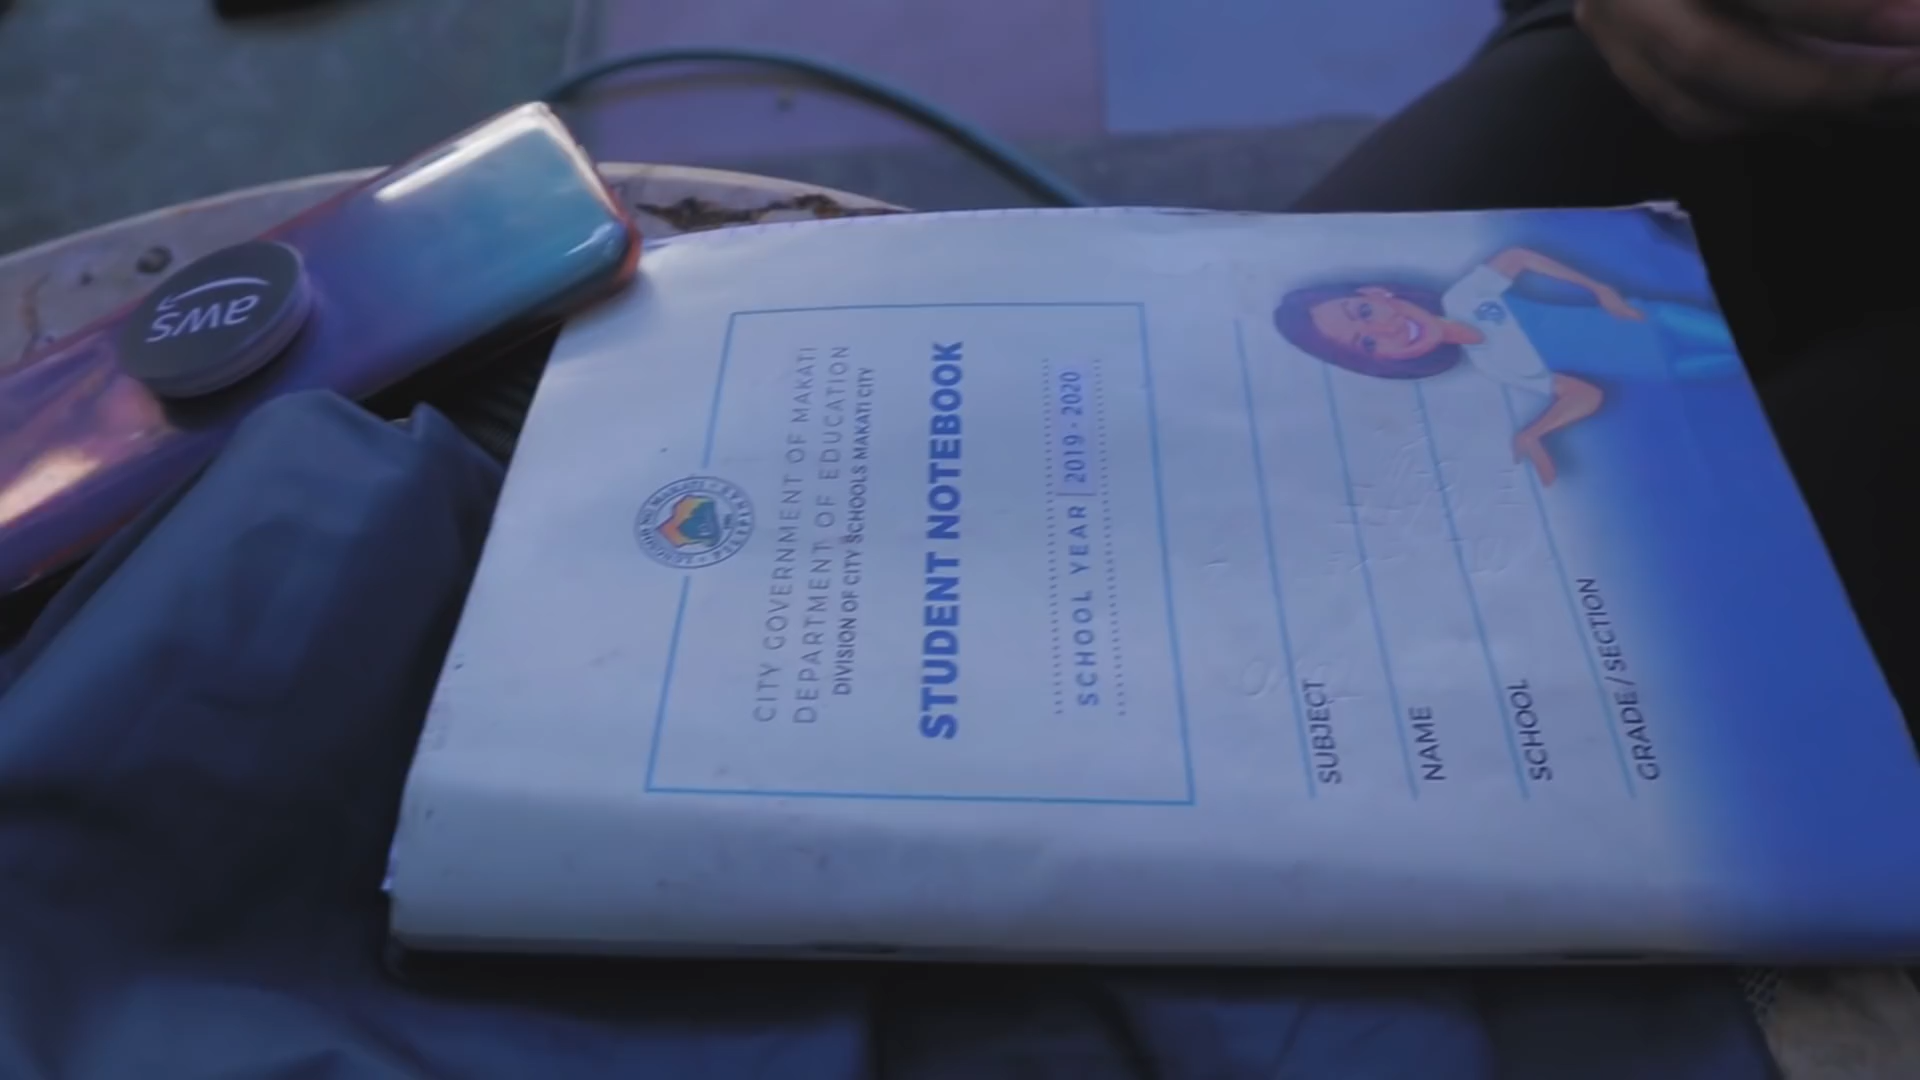 aws
CITY GOVERNMENT OF MAKATI
DEPARTMENT OF EDUCATION
DIVISION OF CITY SCHOOLS MAKATI CITY
STUDENT NOTEBOOK
SCHOOL YEAR | 2019-2020
SUBJECT
NAME
SCHOOL
GRADE / SECTION